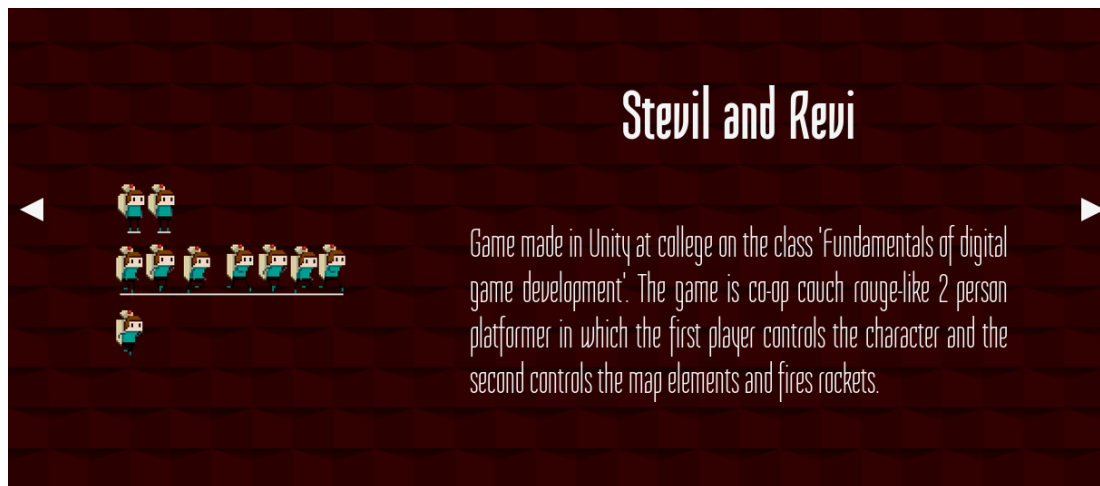 Stevil and Revi
Game made in Unity at college on the class 'Fundamentals of digital
game development'. The game is co-op couch rouge-like 2 person
platformer in which the first player controls the character and the
second controls the map elements and fires rockets.